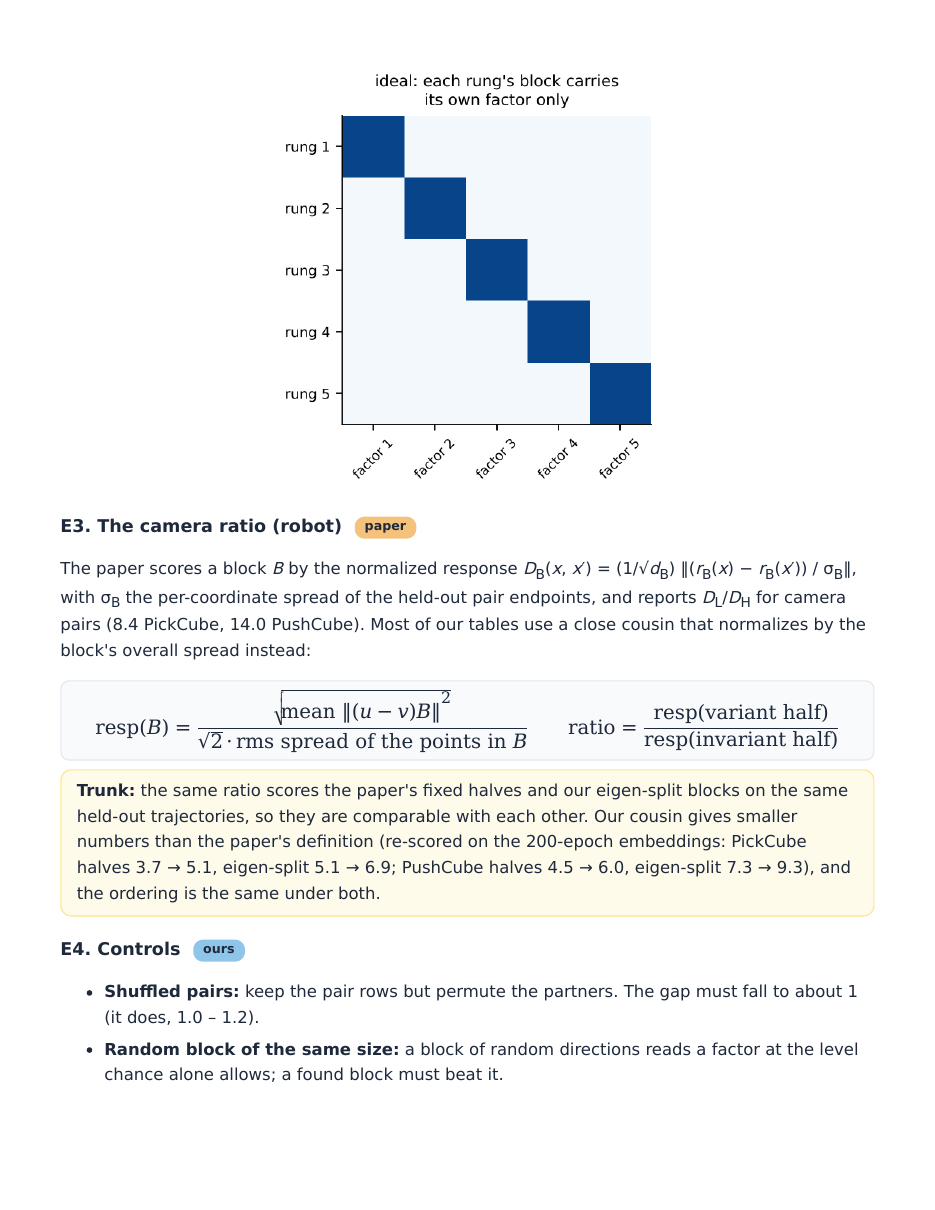 ideal: each rung's block carries
its own factor only
rung 1
rung 2
rung 3
rung 4
rung 5
factor 1
factor 2
factor 3
factor 4
factor 5
E3. The camera ratio (robot) paper
The paper scores a block B by the normalized response D_B(x, x′) = (1/√d_B) ‖(r_B(x) − r_B(x′)) / σ_B‖,
with σ_B the per-coordinate spread of the held-out pair endpoints, and reports D_L/D_H for camera
pairs (8.4 PickCube, 14.0 PushCube). Most of our tables use a close cousin that normalizes by the
block's overall spread instead:
resp(B) = √(mean ‖(u − v)B‖²) / (√2 · rms spread of the points in B) ratio = resp(variant half) / resp(invariant half)
Trunk: the same ratio scores the paper's fixed halves and our eigen-split blocks on the same
held-out trajectories, so they are comparable with each other. Our cousin gives smaller
numbers than the paper's definition (re-scored on the 200-epoch embeddings: PickCube
halves 3.7 → 5.1, eigen-split 5.1 → 6.9; PushCube halves 4.5 → 6.0, eigen-split 7.3 → 9.3), and
the ordering is the same under both.
E4. Controls ours
• Shuffled pairs: keep the pair rows but permute the partners. The gap must fall to about 1
(it does, 1.0 – 1.2).
• Random block of the same size: a block of random directions reads a factor at the level
chance alone allows; a found block must beat it.